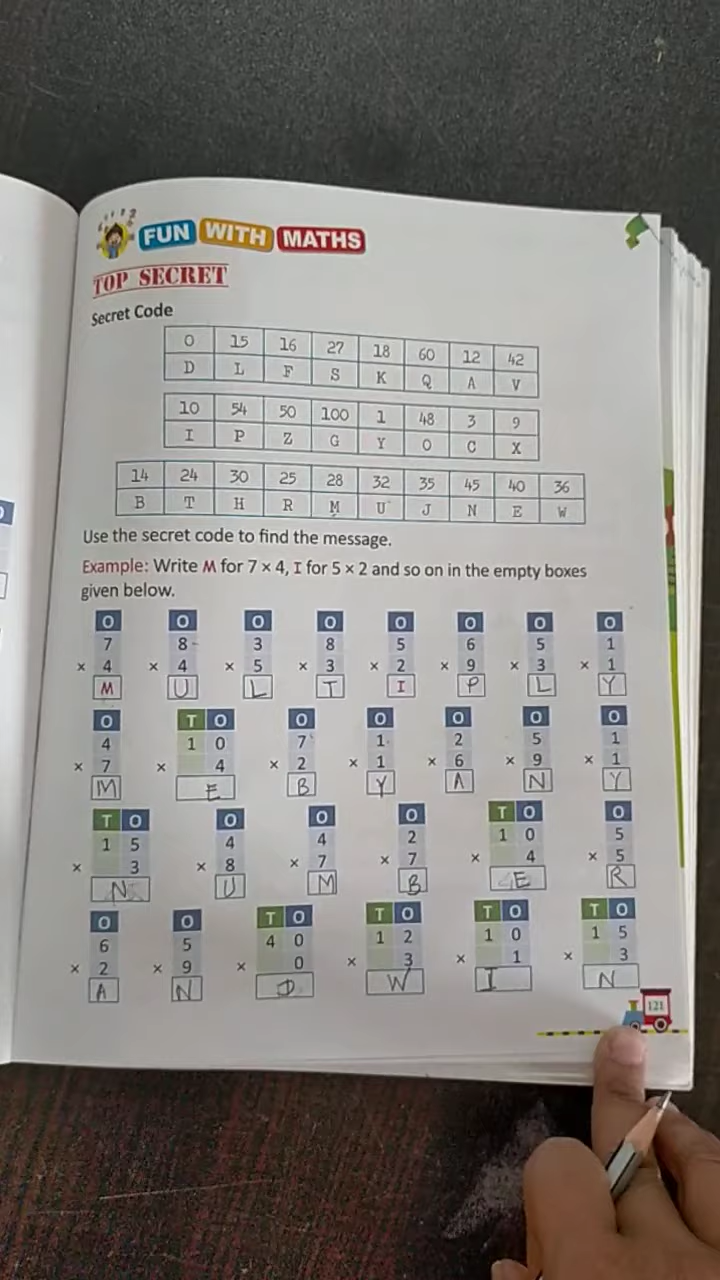 FUN WITH MATHS
TOP SECRET
Secret Code
0 15 16 27 18 60 12 42
D L F S K Q A V
10 54 50 100 1 48 3 9
I P Z G Y O C X
14 24 30 25 28 32 35 45 40 36
B T H R M U J N E W
Use the secret code to find the message.
Example: Write M for 7 × 4, I for 5 × 2 and so on in the empty boxes
given below.
O O O O O O O O
7 8 3 8 5 6 5 1
× 4 × 4 × 5 × 3 × 2 × 9 × 3 × 1
M U L T I P L Y
O T O O O O O O
4 1 0 7 1 2 5 1
× 7 × 4 × 2 × 1 × 6 × 9 × 1
M E B Y A N Y
T O O O O T O O
1 5 4 4 2 1 0 5
× 3 × 8 × 7 × 7 × 4 × 5
N U M B E R
O O T O T O T O T O
6 5 4 0 1 2 1 0 1 5
× 2 × 9 × 0 × 3 × 1 × 3
A N D W I N
121